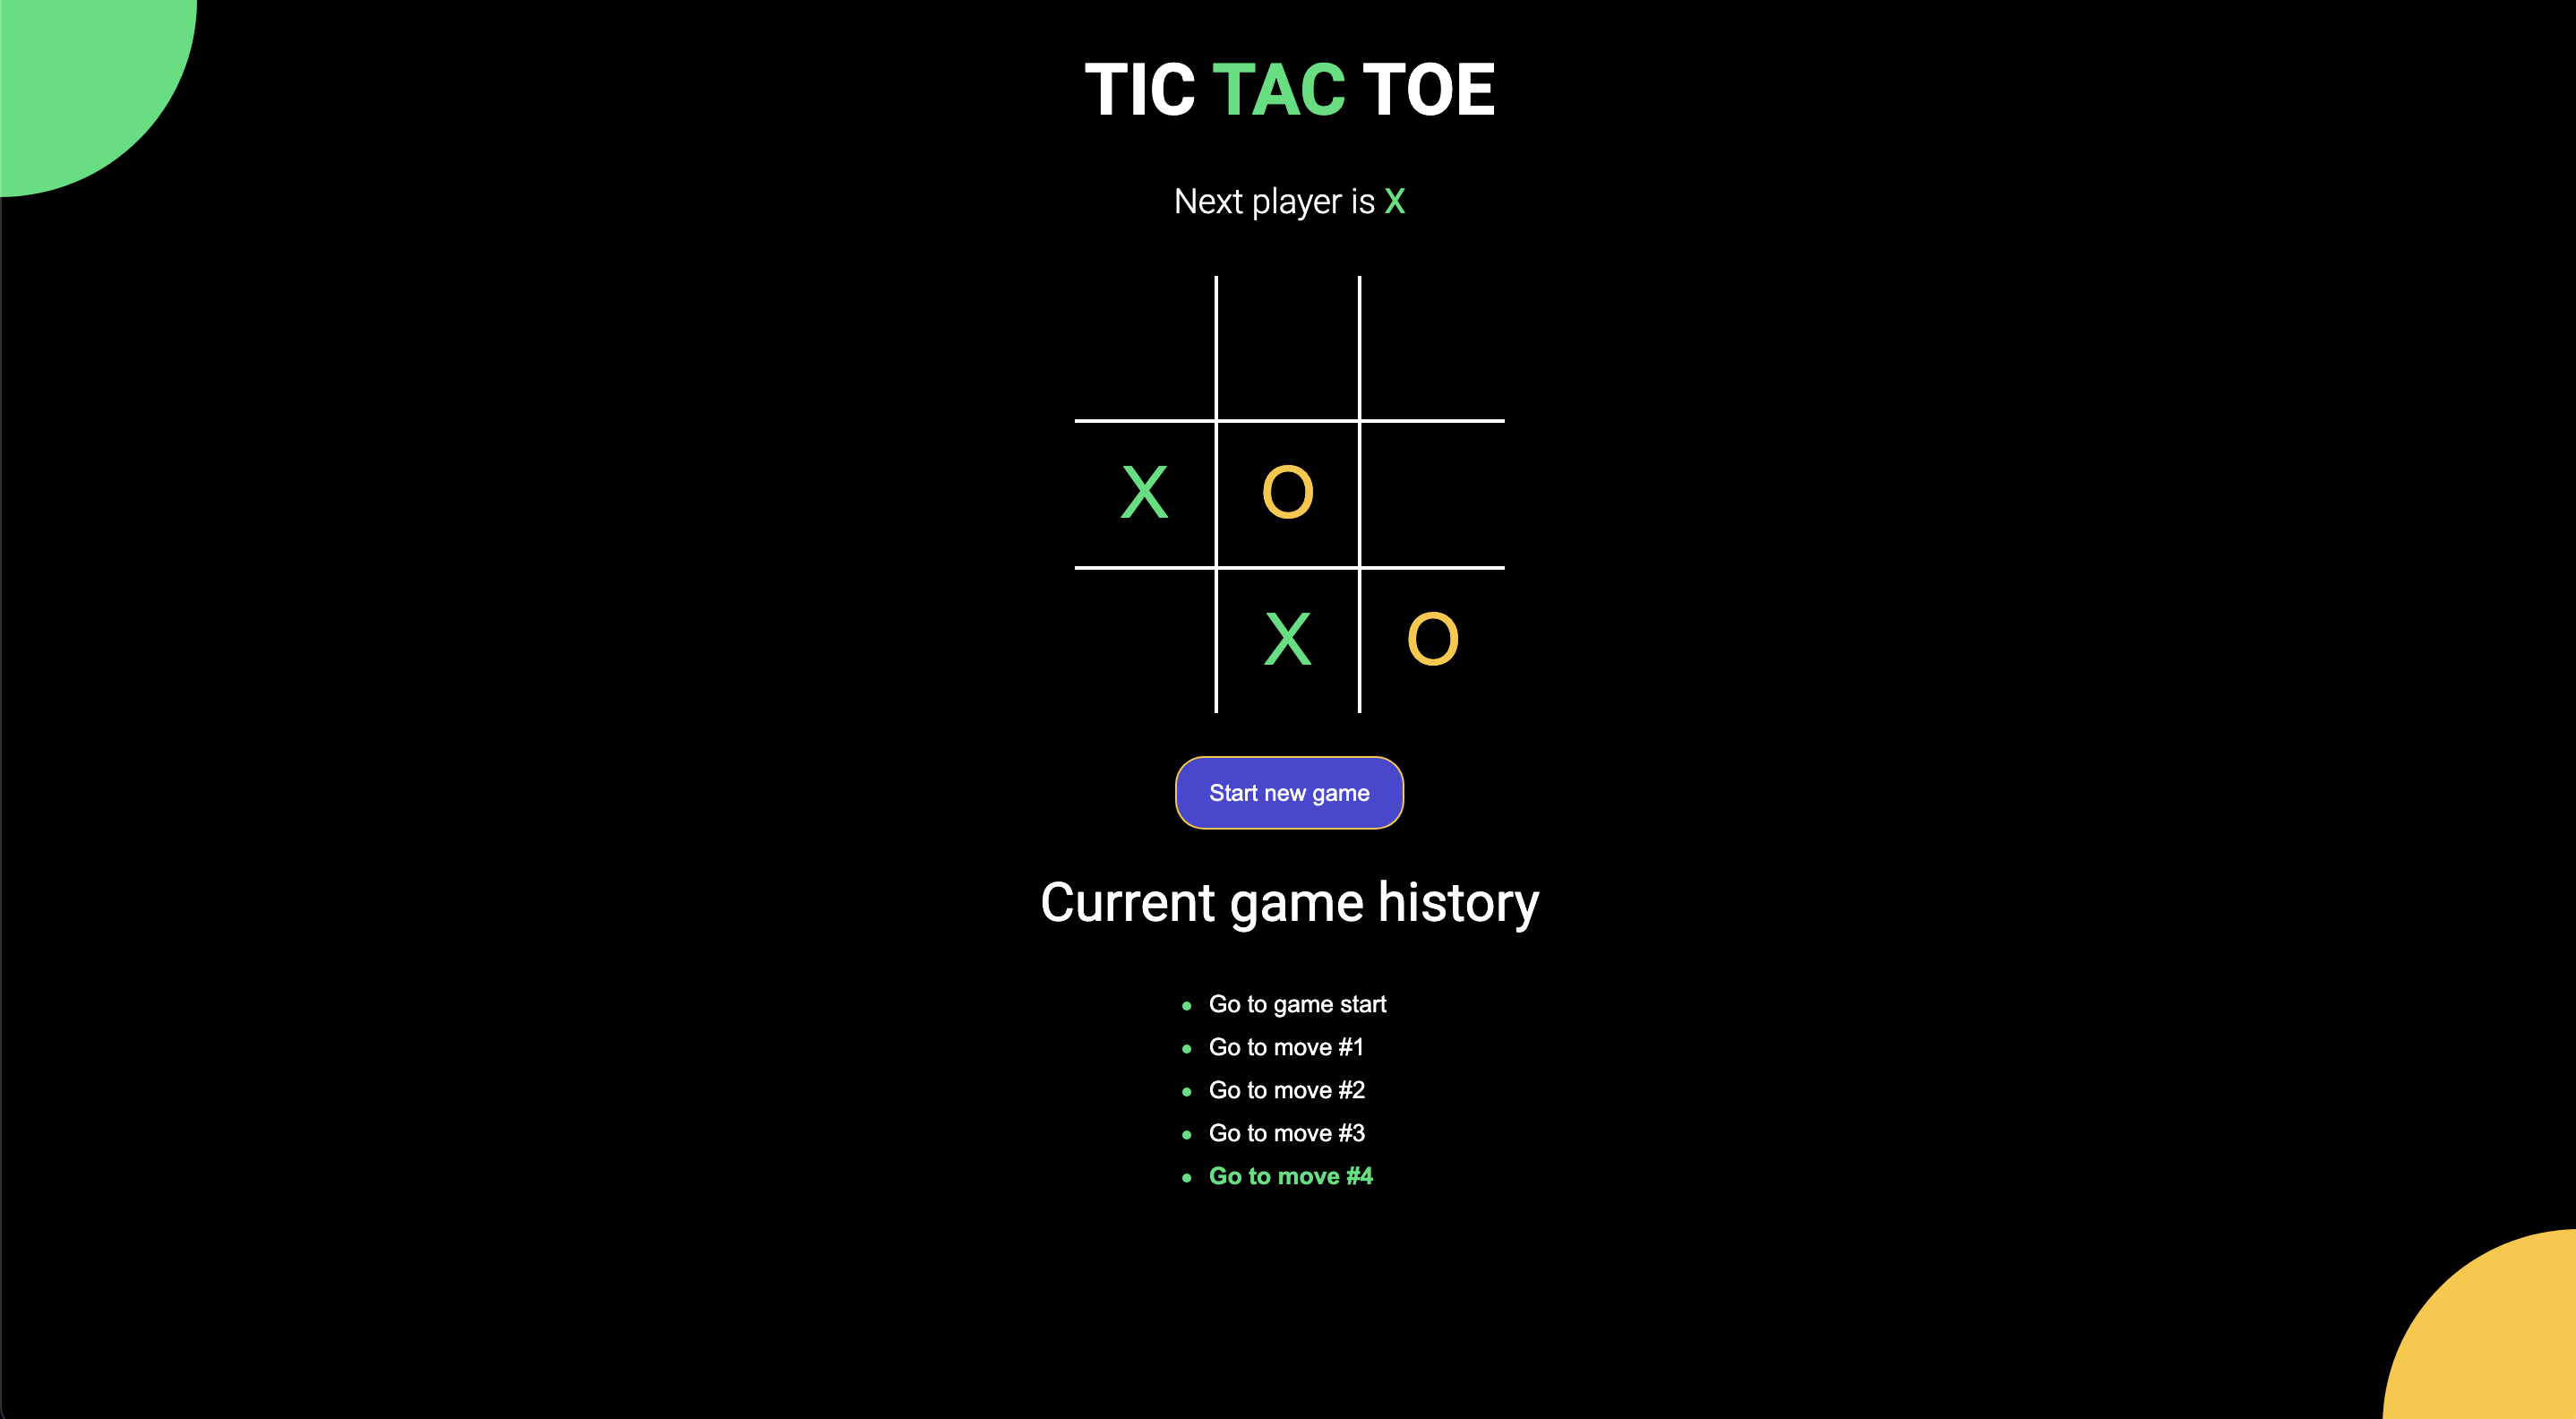 TIC TAC TOE
Next player is X
X O
X O
Start new game
Current game history
Go to game start
Go to move #1
Go to move #2
Go to move #3
Go to move #4